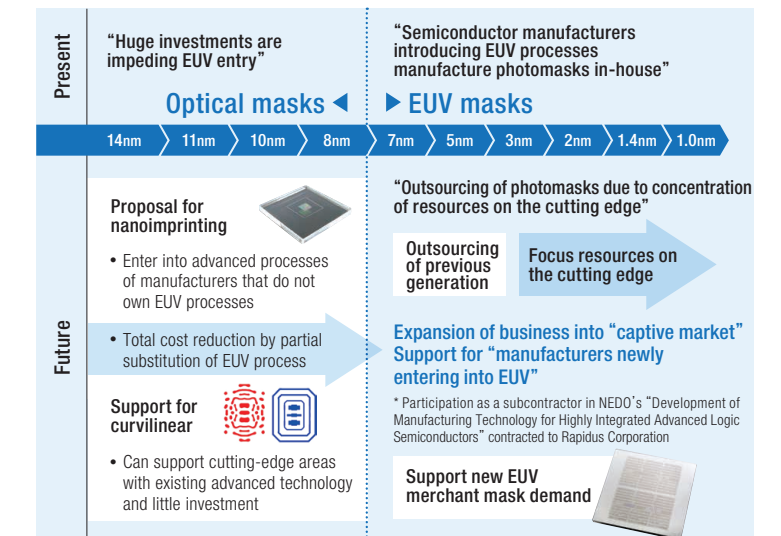 Present
“Huge investments are
impeding EUV entry”
“Semiconductor manufacturers
introducing EUV processes
manufacture photomasks in-house”
Optical masks ◀
▶ EUV masks
14nm
11nm
10nm
8nm
7nm
5nm
3nm
2nm
1.4nm
1.0nm
Future
Proposal for
nanoimprinting
• Enter into advanced processes
of manufacturers that do not
own EUV processes
• Total cost reduction by partial
substitution of EUV process
Support for
curvilinear
• Can support cutting-edge areas
with existing advanced technology
and little investment
“Outsourcing of photomasks due to concentration
of resources on the cutting edge”
Outsourcing
of previous
generation
Focus resources on
the cutting edge
Expansion of business into “captive market”
Support for “manufacturers newly
entering into EUV”
* Participation as a subcontractor in NEDO’s “Development of
Manufacturing Technology for Highly Integrated Advanced Logic
Semiconductors” contracted to Rapidus Corporation
Support new EUV
merchant mask demand